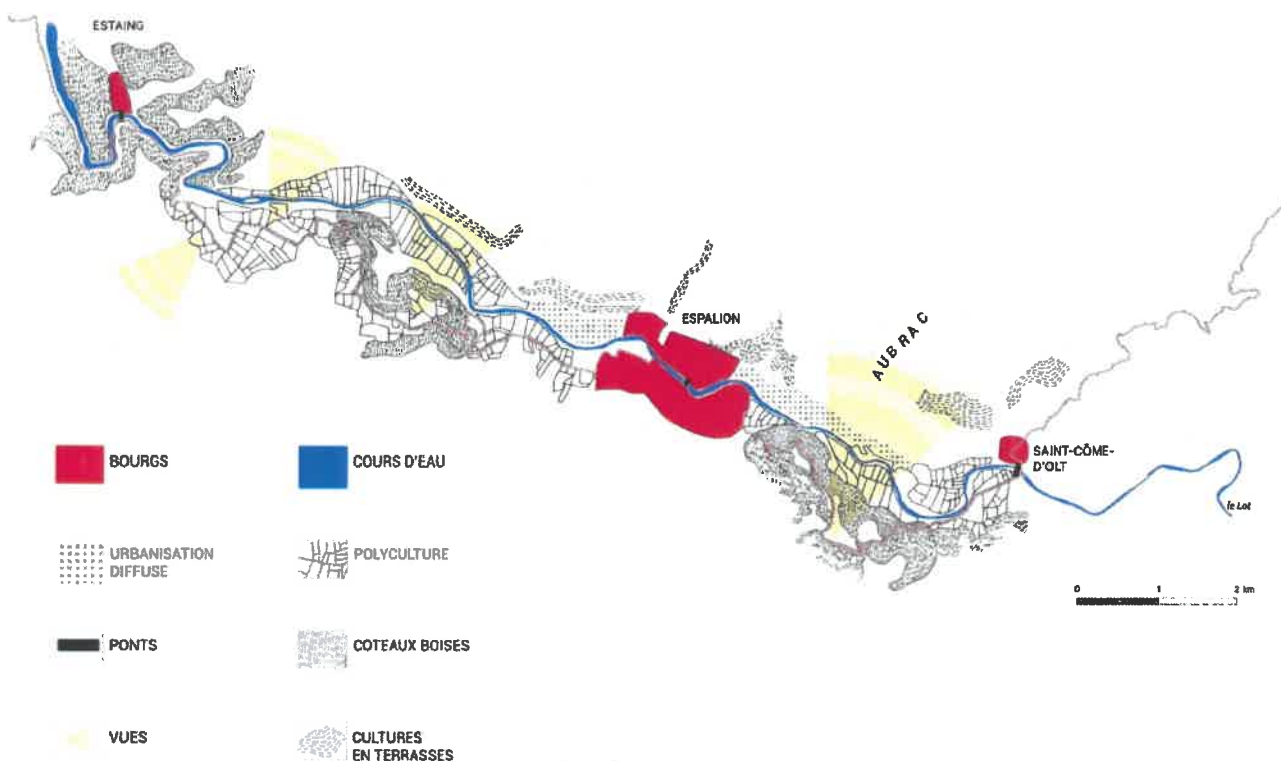 ESTAING
ESPALION
AUBRAC
SAINT-CÔME-
D'OLT
le Lot
0 1 2 km
BOURGS
COURS D'EAU
URBANISATION
DIFFUSE
POLYCULTURE
PONTS
COTEAUX BOISES
VUES
CULTURES
EN TERRASSES